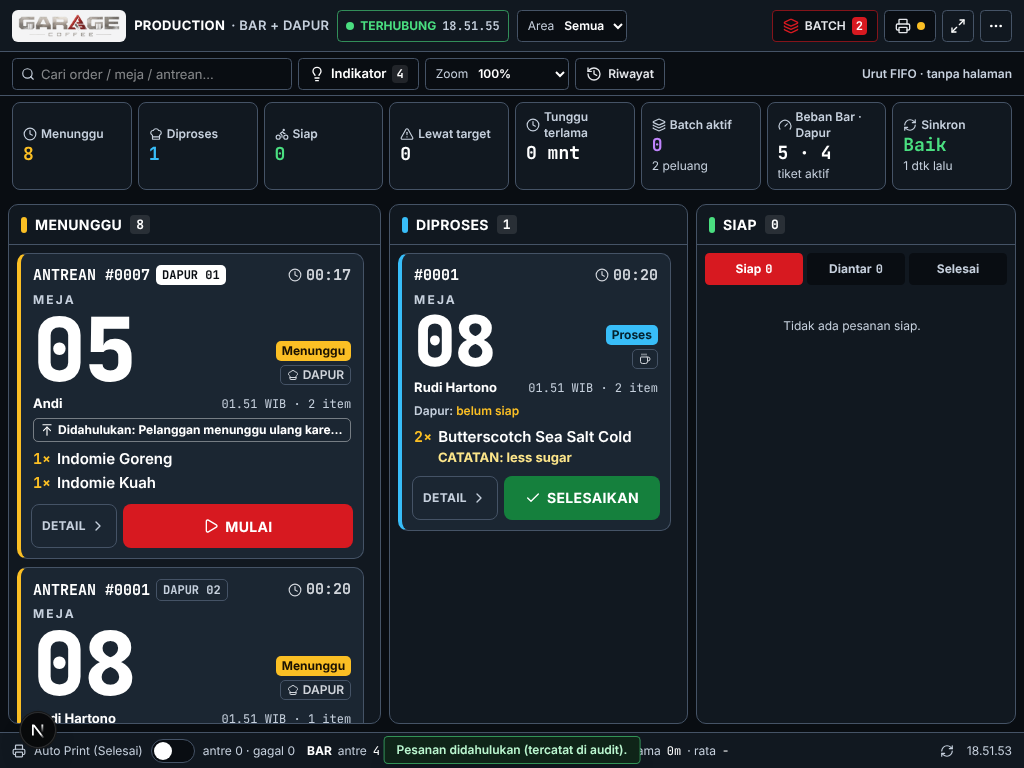 GARAGE
COFFEE
PRODUCTION · BAR + DAPUR
TERHUBUNG 18.51.55
Area Semua
BATCH 2
Cari order / meja / antrean...
Indikator 4
Zoom 100%
Riwayat
Urut FIFO · tanpa halaman
Menunggu
8
Diproses
1
Siap
0
Lewat target
0
Tunggu terlama
0 mnt
Batch aktif
0
2 peluang
Beban Bar · Dapur
5 · 4
tiket aktif
Sinkron
Baik
1 dtk lalu
MENUNGGU 8
ANTREAN #0007 DAPUR 01 00:17
MEJA
05
Menunggu
DAPUR
Andi 01.51 WIB · 2 item
Didahulukan: Pelanggan menunggu ulang kare...
1× Indomie Goreng
1× Indomie Kuah
DETAIL
MULAI
ANTREAN #0001 DAPUR 02 00:20
MEJA
08
Menunggu
DAPUR
di Hartono 01.51 WIB · 1 item
DIPROSES 1
#0001 00:20
MEJA
08
Proses
Rudi Hartono 01.51 WIB · 2 item
Dapur: belum siap
2× Butterscotch Sea Salt Cold
CATATAN: less sugar
DETAIL
SELESAIKAN
SIAP 0
Siap 0
Diantar 0
Selesai
Tidak ada pesanan siap.
N
Auto Print (Selesai)
antre 0 · gagal 0
BAR antre 4
Pesanan didahulukan (tercatat di audit).
ama 0m · rata -
18.51.53